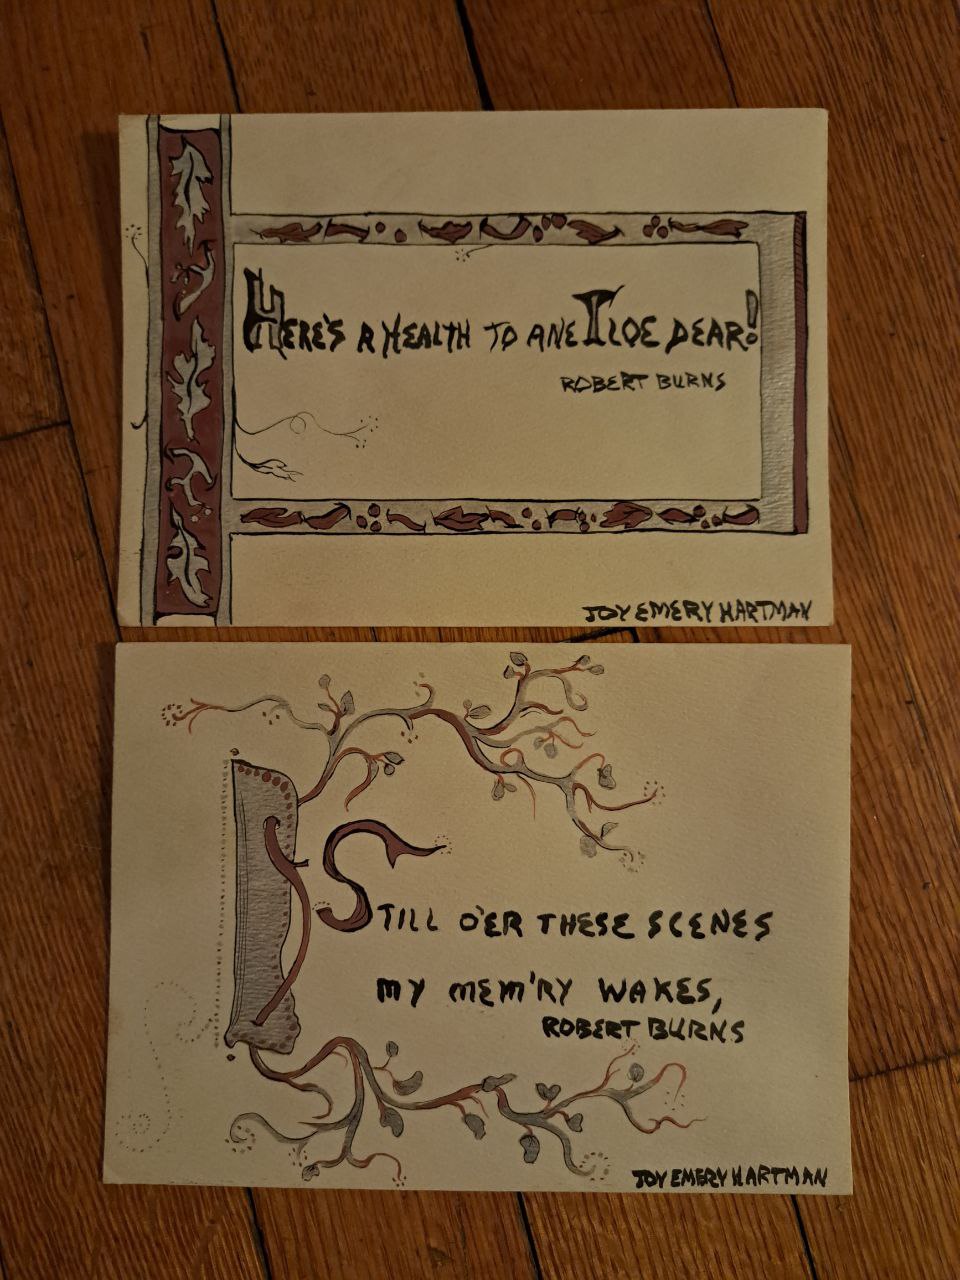 HERE'S A HEALTH TO ANE I LOE DEAR!
ROBERT BURNS
JOY EMERY HARTMAN
STILL O'ER THESE SCENES
MY MEM'RY WAKES,
ROBERT BURNS
JOY EMERY HARTMAN